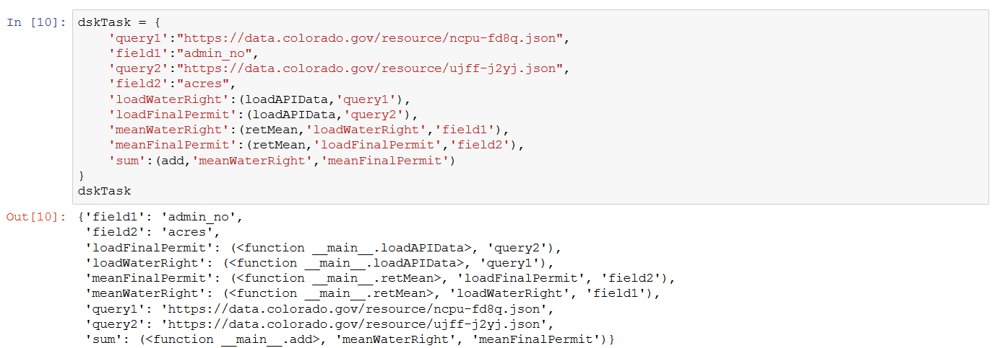 In [10]: dskTask = {
    'query1':"https://data.colorado.gov/resource/ncpu-fd8q.json",
    'field1':"admin_no",
    'query2':"https://data.colorado.gov/resource/ujff-j2yj.json",
    'field2':"acres",
    'loadWaterRight':(loadAPIData,'query1'),
    'loadFinalPermit':(loadAPIData,'query2'),
    'meanWaterRight':(retMean,'loadWaterRight','field1'),
    'meanFinalPermit':(retMean,'loadFinalPermit','field2'),
    'sum':(add,'meanWaterRight','meanFinalPermit')
}
dskTask
Out[10]: {'field1': 'admin_no',
 'field2': 'acres',
 'loadFinalPermit': (<function __main__.loadAPIData>, 'query2'),
 'loadWaterRight': (<function __main__.loadAPIData>, 'query1'),
 'meanFinalPermit': (<function __main__.retMean>, 'loadFinalPermit', 'field2'),
 'meanWaterRight': (<function __main__.retMean>, 'loadWaterRight', 'field1'),
 'query1': 'https://data.colorado.gov/resource/ncpu-fd8q.json',
 'query2': 'https://data.colorado.gov/resource/ujff-j2yj.json',
 'sum': (<function __main__.add>, 'meanWaterRight', 'meanFinalPermit')}